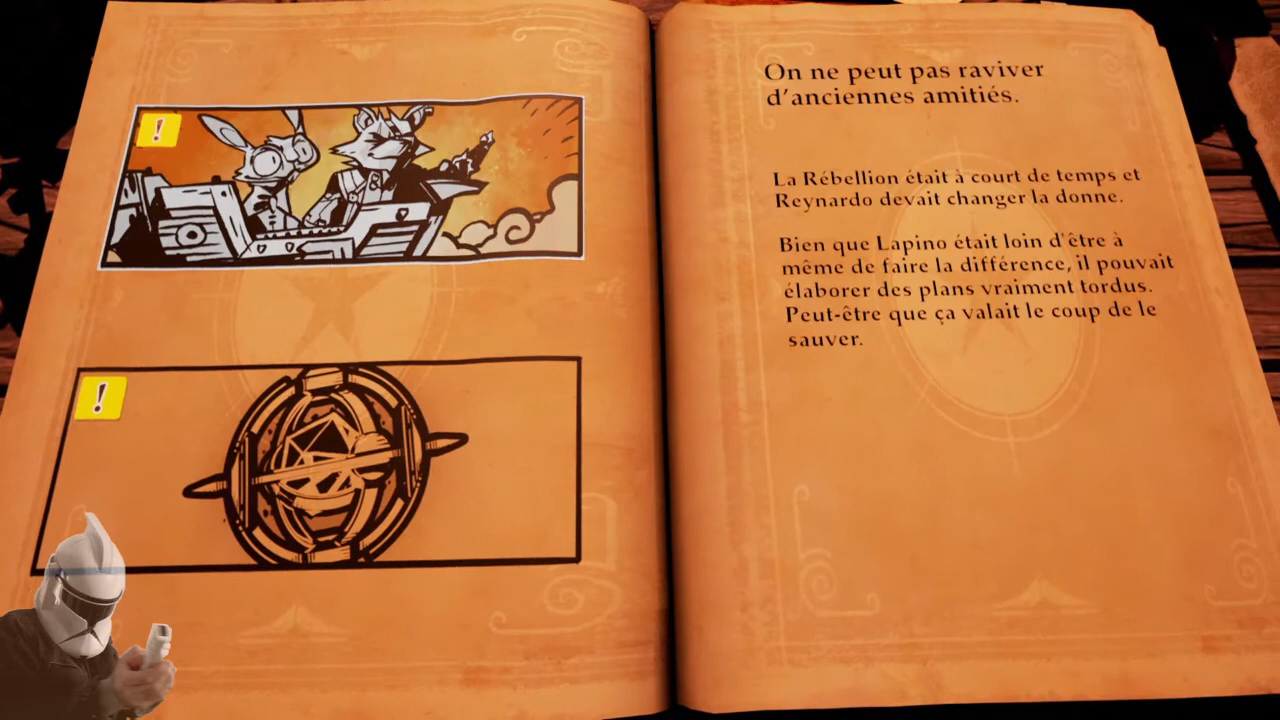 !
!
On ne peut pas raviver
d'anciennes amitiés.
La Rébellion était à court de temps et
Reynardo devait changer la donne.
Bien que Lapino était loin d'être à
même de faire la différence, il pouvait
élaborer des plans vraiment tordus.
Peut-être que ça valait le coup de le
sauver.